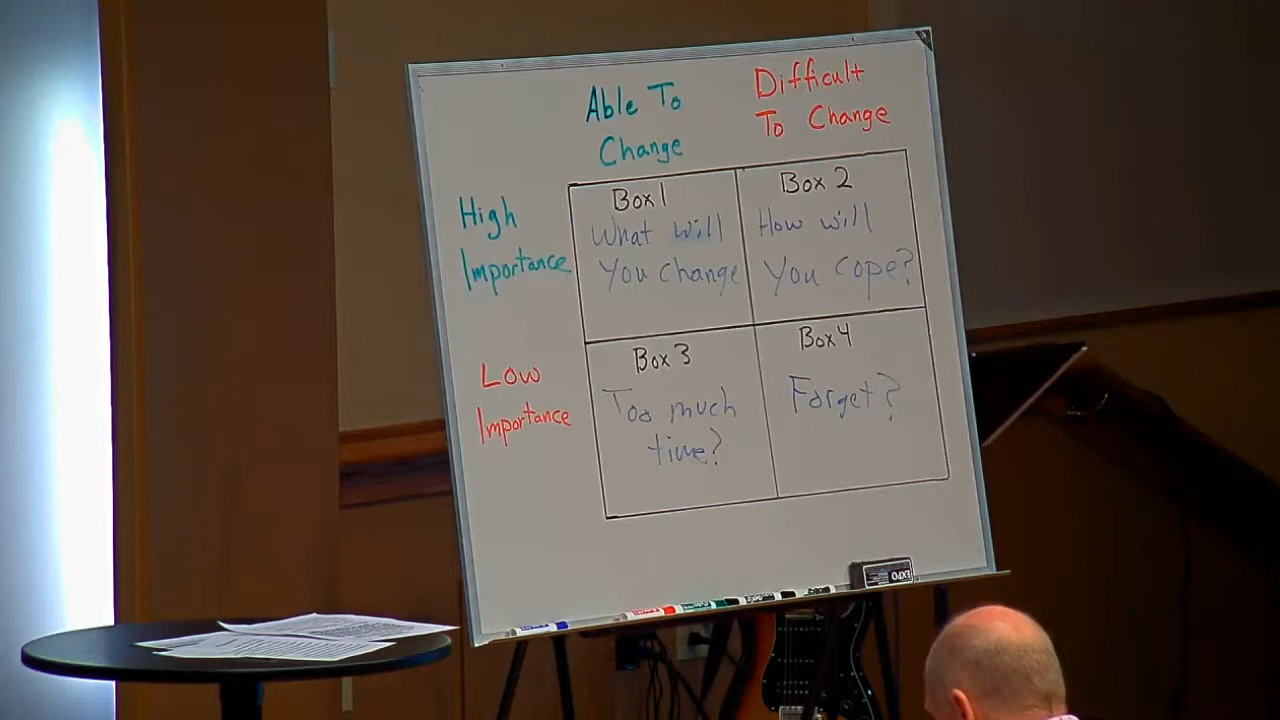 Able To
Change
Difficult
To Change
High
Importance
Box 1
What will
You change
Box 2
How will
You cope?
Low
Importance
Box 3
Too much
time?
Box 4
Forget?
EXPO